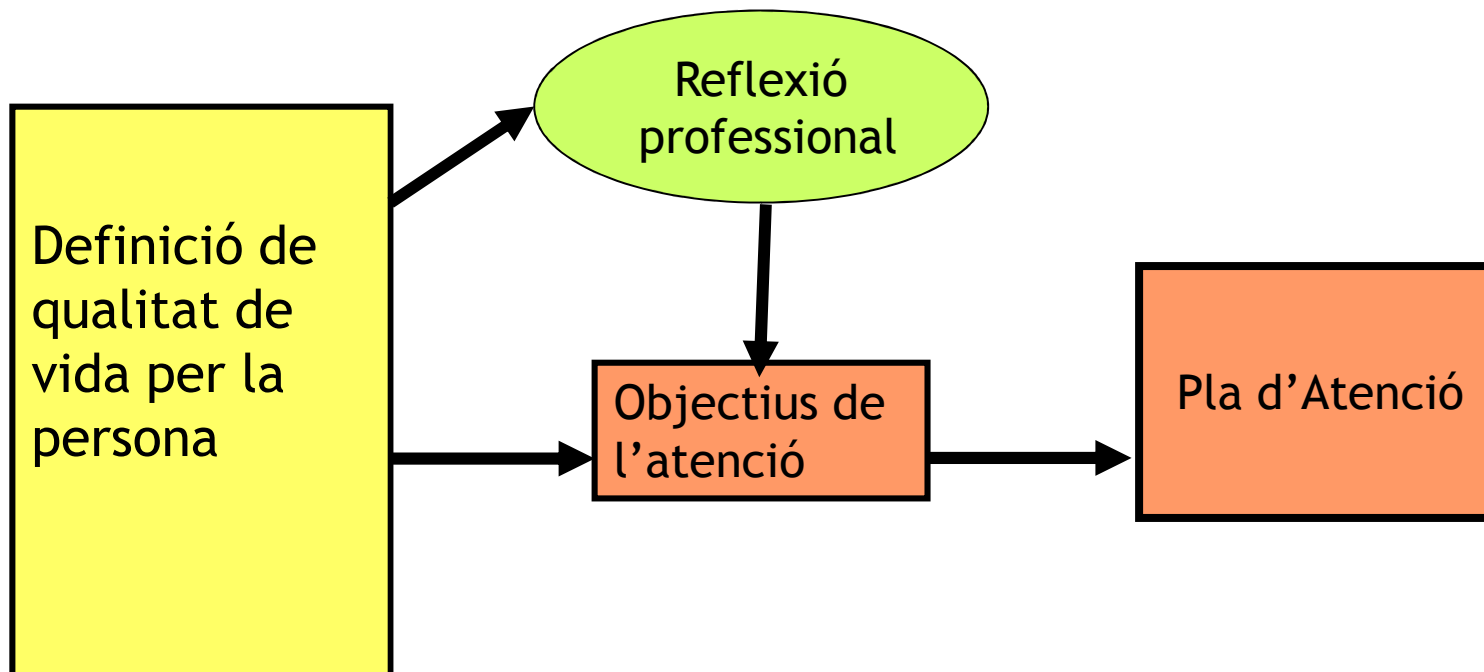 Reflexió
professional
Definició de
qualitat de
vida per la
persona
Objectius de
l’atenció
Pla d’Atenció